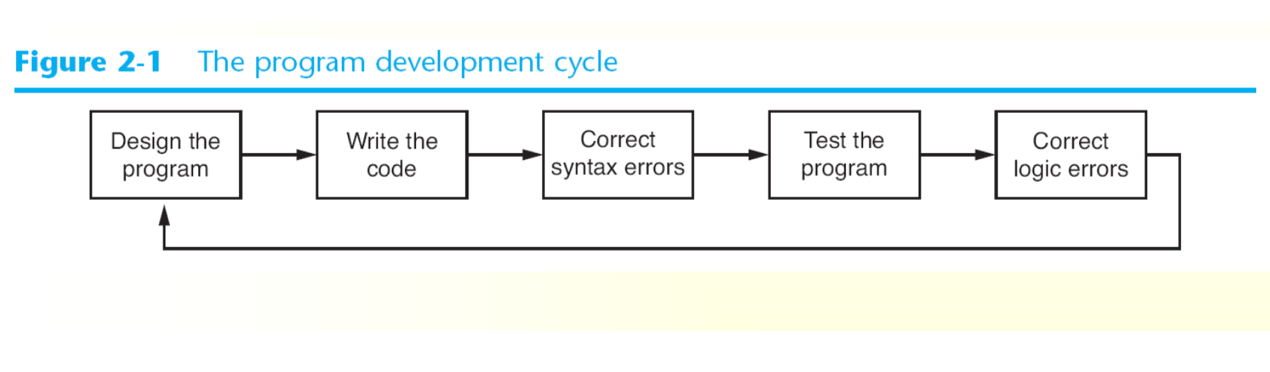 Figure 2-1 The program development cycle
Design the
program
Write the
code
Correct
syntax errors
Test the
program
Correct
logic errors